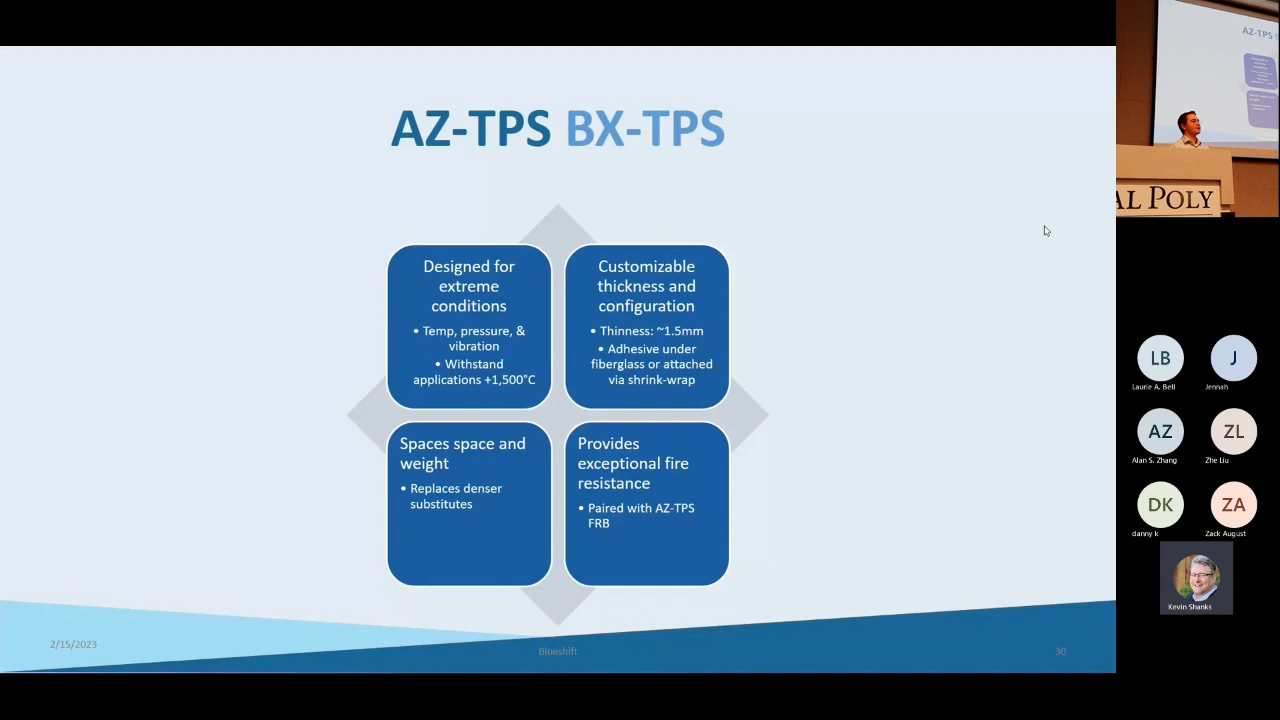 AZ-TPS BX-TPS
Designed for
extreme
conditions
• Temp, pressure, &
vibration
• Withstand
applications +1,500°C
Customizable
thickness and
configuration
• Thinness: ~1.5mm
• Adhesive under
fiberglass or attached
via shrink-wrap
Spaces space and
weight
• Replaces denser
substitutes
Provides
exceptional fire
resistance
• Paired with AZ-TPS
FRB
2/15/2023
Blueshift
30
AZ-TPS
AL POLY
LB
Laurie A. Bell
J
Jennah
AZ
Alan S. Zhang
ZL
Zhe Liu
DK
danny k
ZA
Zack August
Kevin Shanks